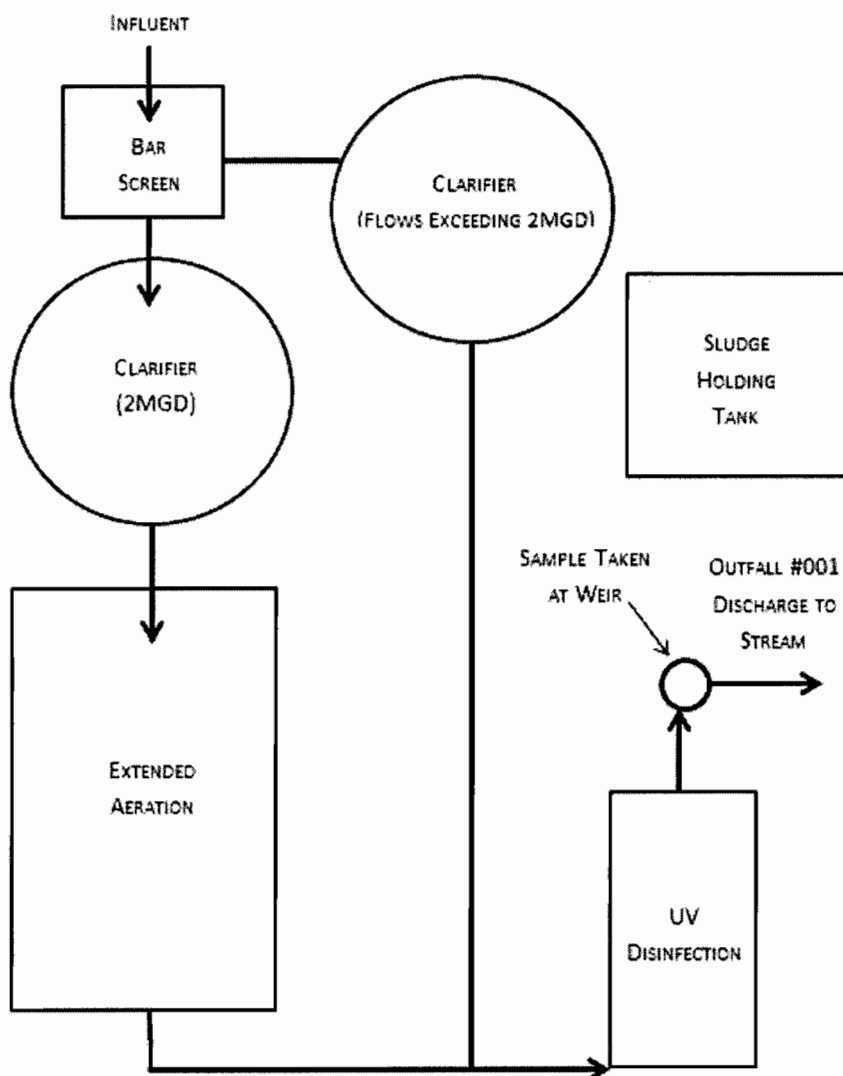 INFLUENT
BAR
SCREEN
CLARIFIER
(FLOWS EXCEEDING 2MGD)
CLARIFIER
(2MGD)
SLUDGE
HOLDING
TANK
SAMPLE TAKEN
AT WEIR
OUTFALL #001
DISCHARGE TO
STREAM
EXTENDED
AERATION
UV
DISINFECTION